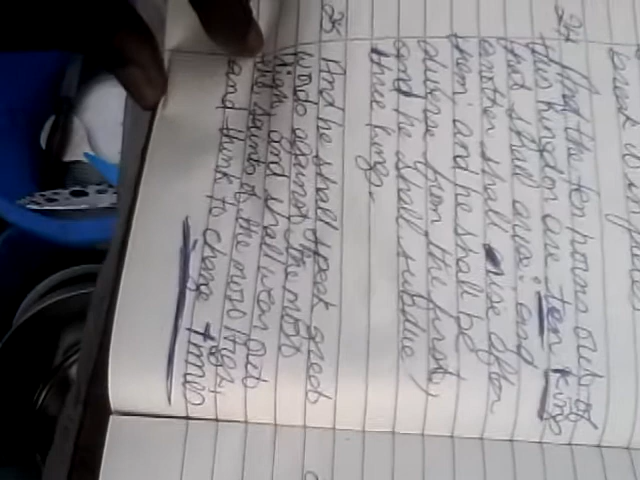 24 And the ten horns out of
this kingdom are ten kings
that shall arise: and
another shall rise after
them; and he shall be
diverse from the first,
and he shall subdue
three kings.
25 And he shall speak great
words against the most
high, and shall wear out
the saints of the most High,
and think to change times